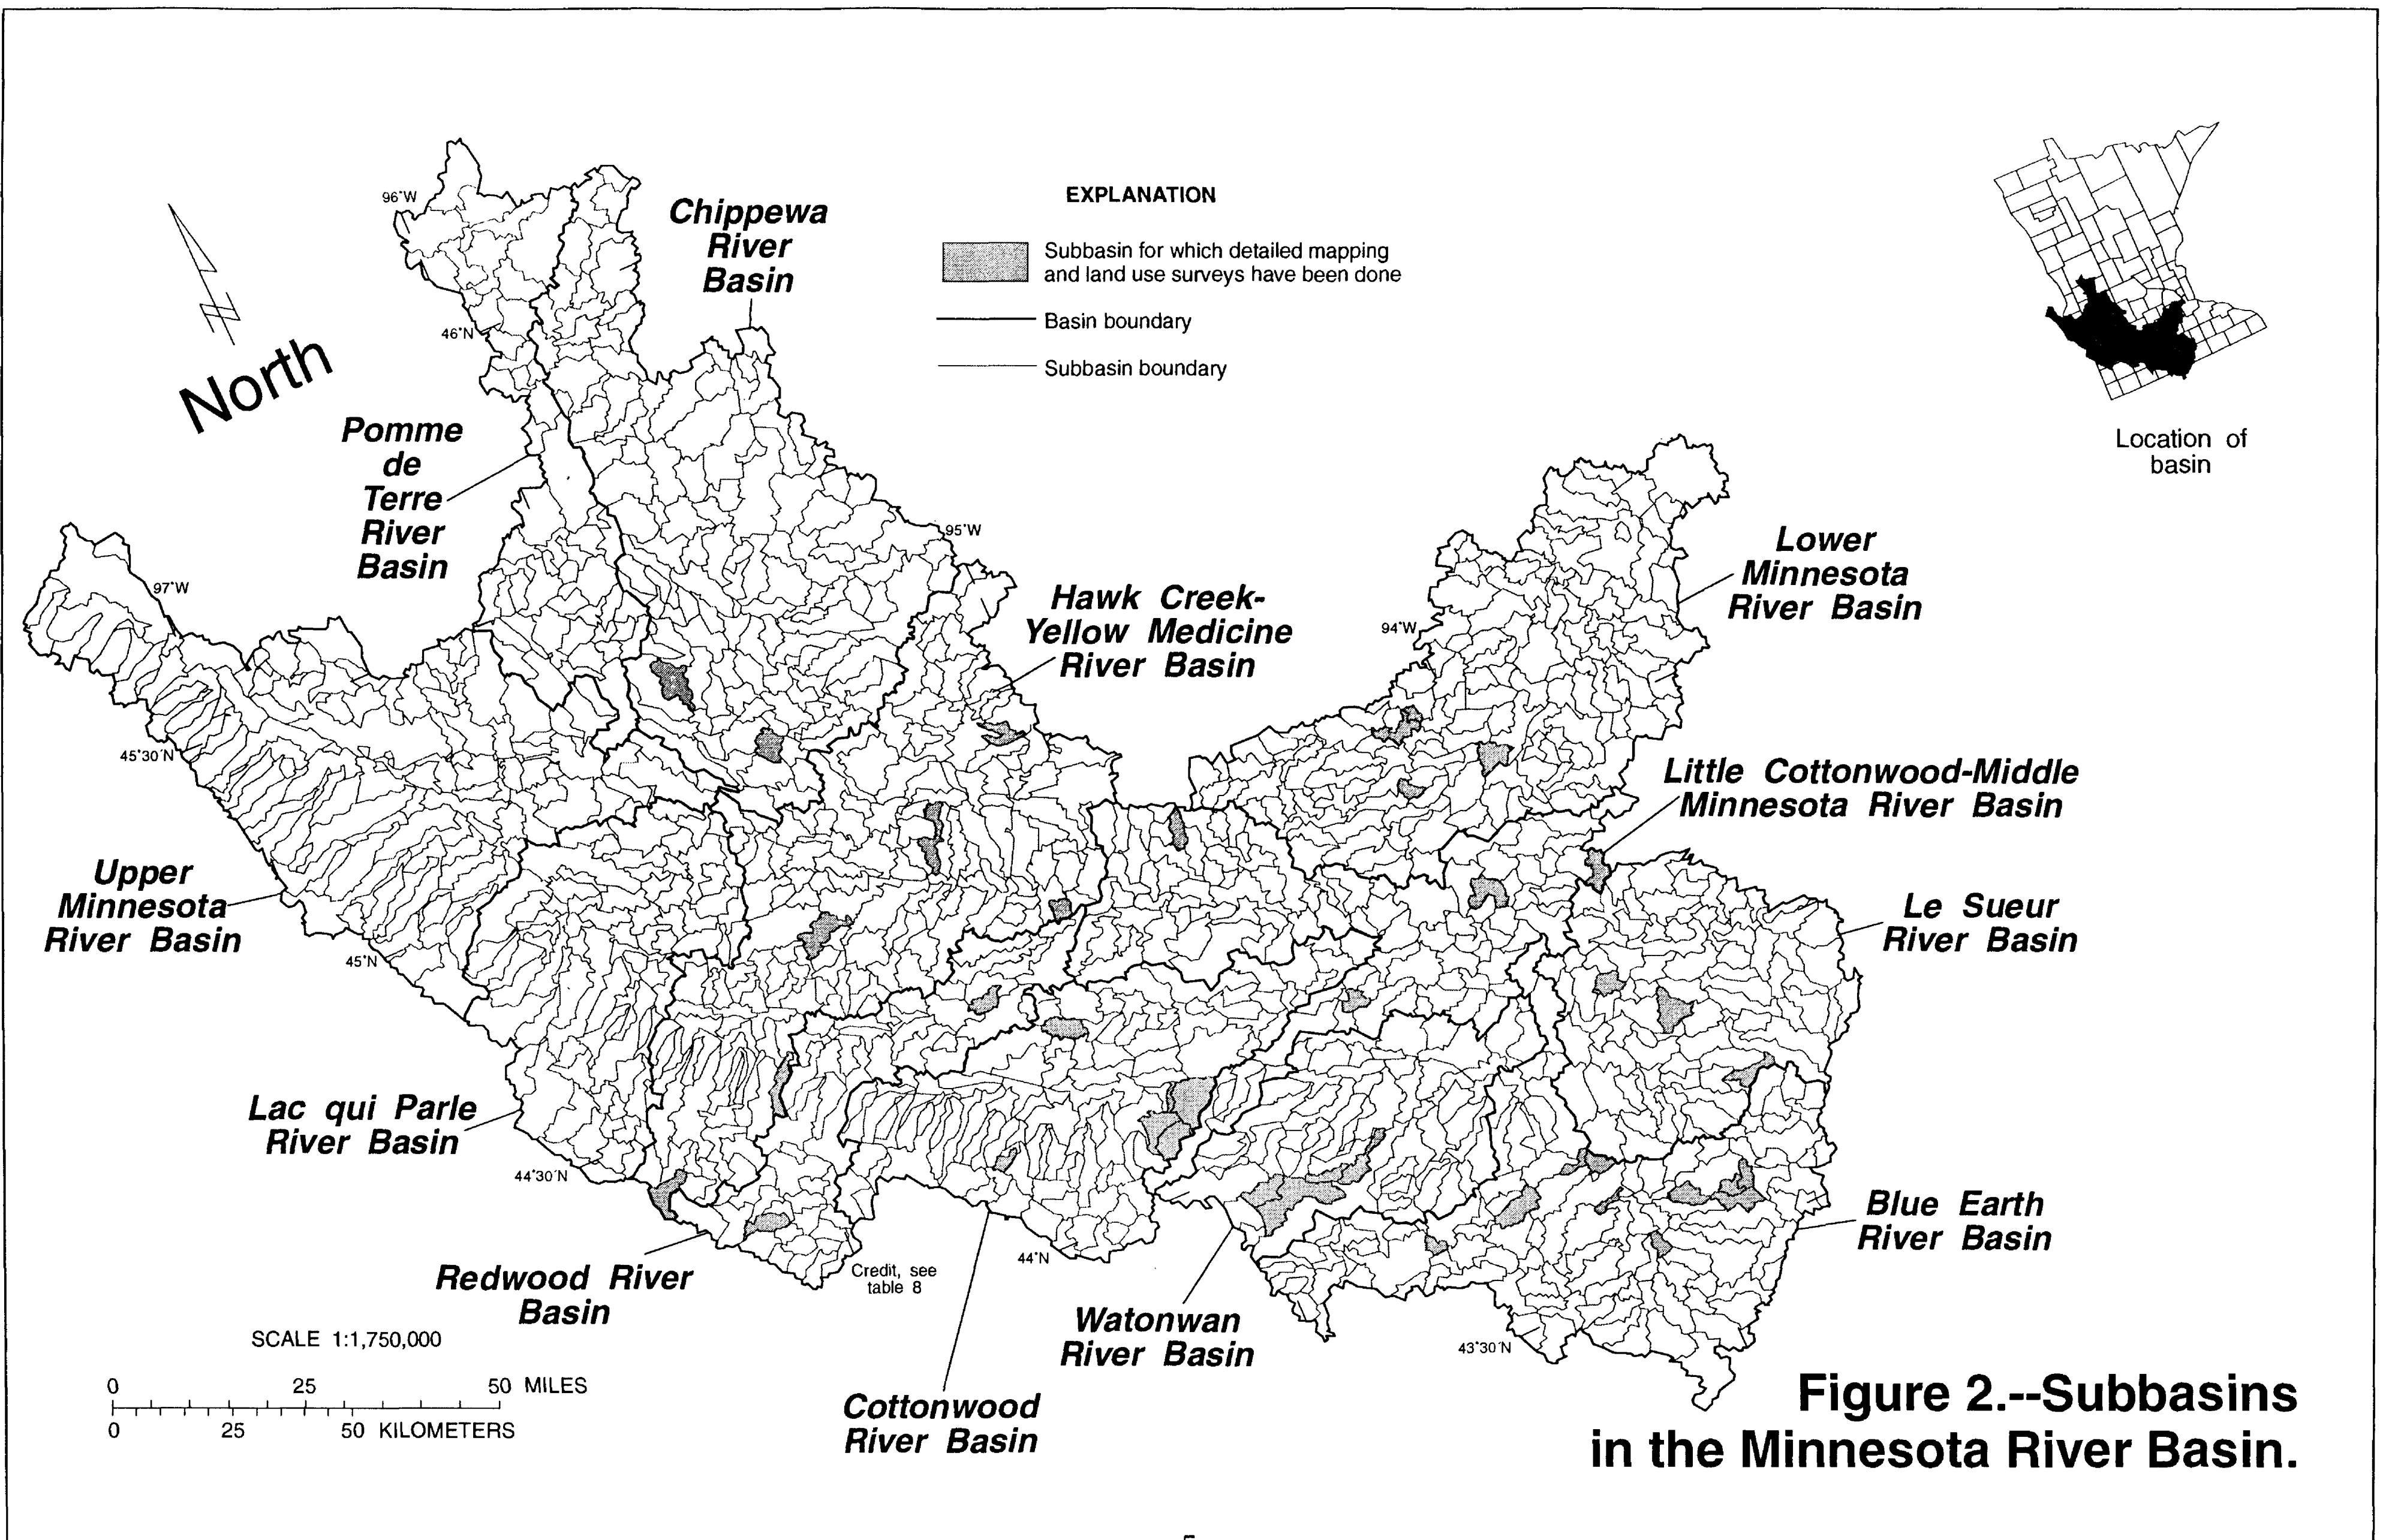 96°W
Chippewa
River
Basin
EXPLANATION
Subbasin for which detailed mapping
and land use surveys have been done
Basin boundary
Subbasin boundary
46°N
North
Location of
basin
Pomme
de
Terre
River
Basin
95°W
97°W
Lower
Minnesota
River Basin
Hawk Creek-
Yellow Medicine
River Basin
94°W
45°30´N
Little Cottonwood-Middle
Minnesota River Basin
Upper
Minnesota
River Basin
Le Sueur
River Basin
45°N
Lac qui Parle
River Basin
44°30´N
Blue Earth
River Basin
44°N
Redwood River
Basin
Credit, see
table 8
Watonwan
River Basin
43°30´N
Cottonwood
River Basin
SCALE 1:1,750,000
0 25 50 MILES
0 25 50 KILOMETERS
Figure 2.--Subbasins
in the Minnesota River Basin.